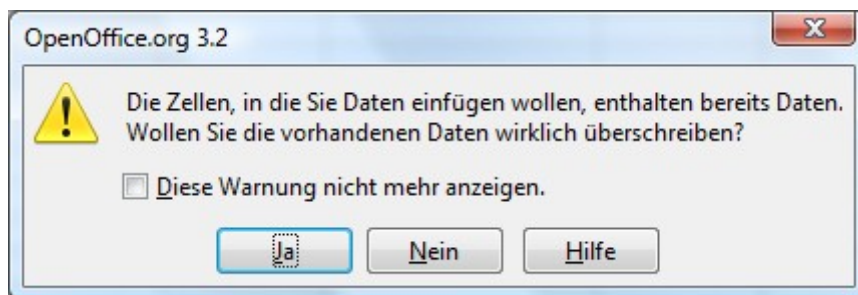 OpenOffice.org 3.2
Die Zellen, in die Sie Daten einfügen wollen, enthalten bereits Daten.
Wollen Sie die vorhandenen Daten wirklich überschreiben?
Diese Warnung nicht mehr anzeigen.
Ja Nein Hilfe